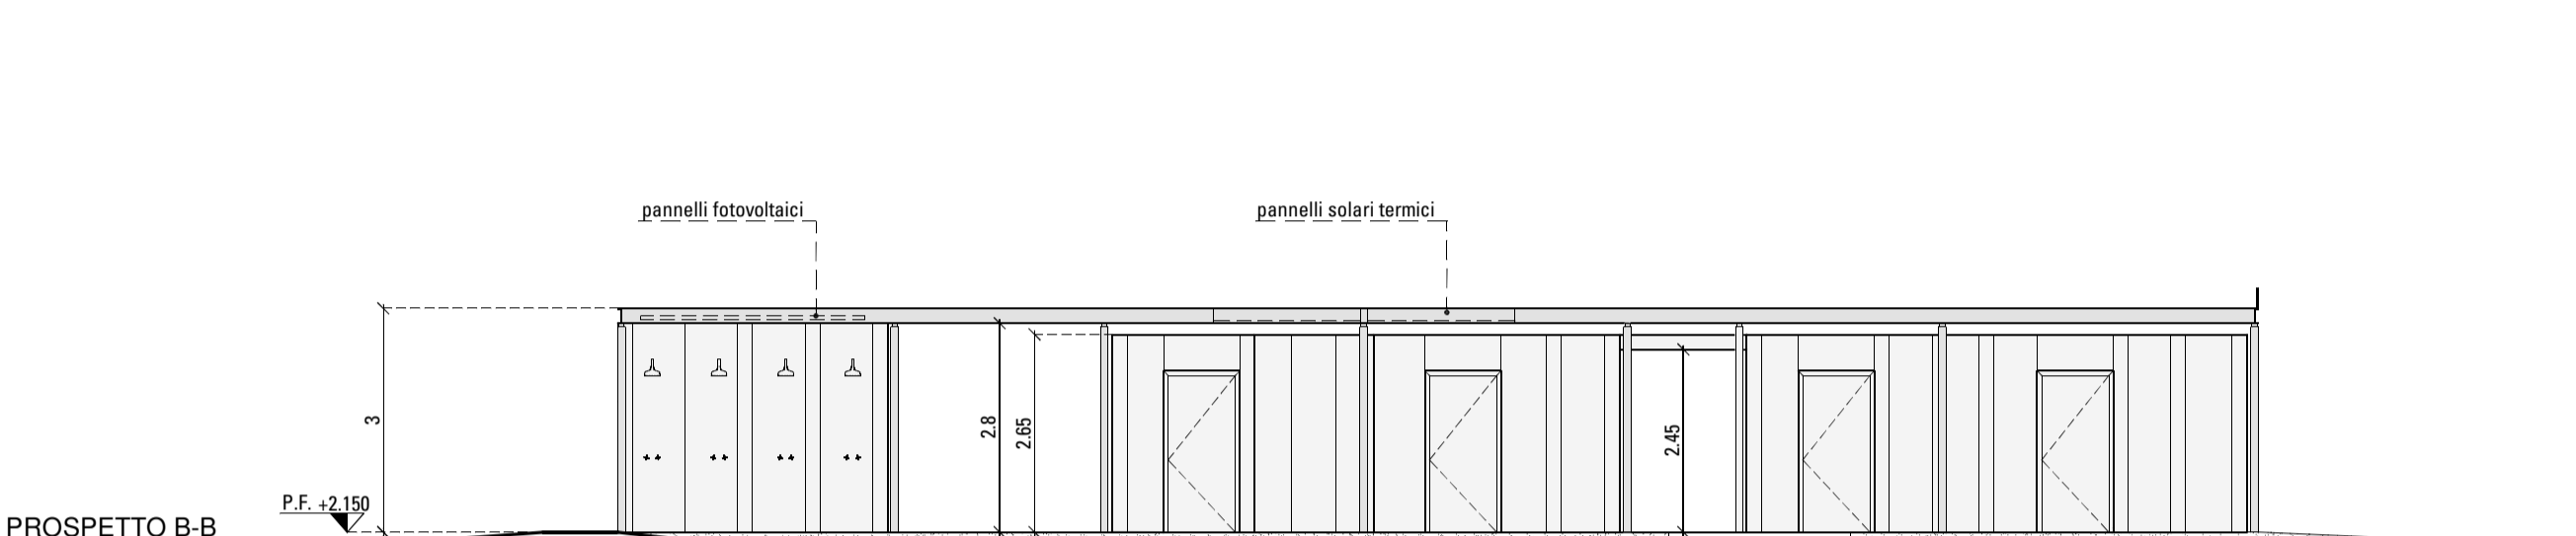 pannelli fotovoltaici
pannelli solari termici
3
2.8
2.65
2.45
P.F. +2.150
PROSPETTO B-B